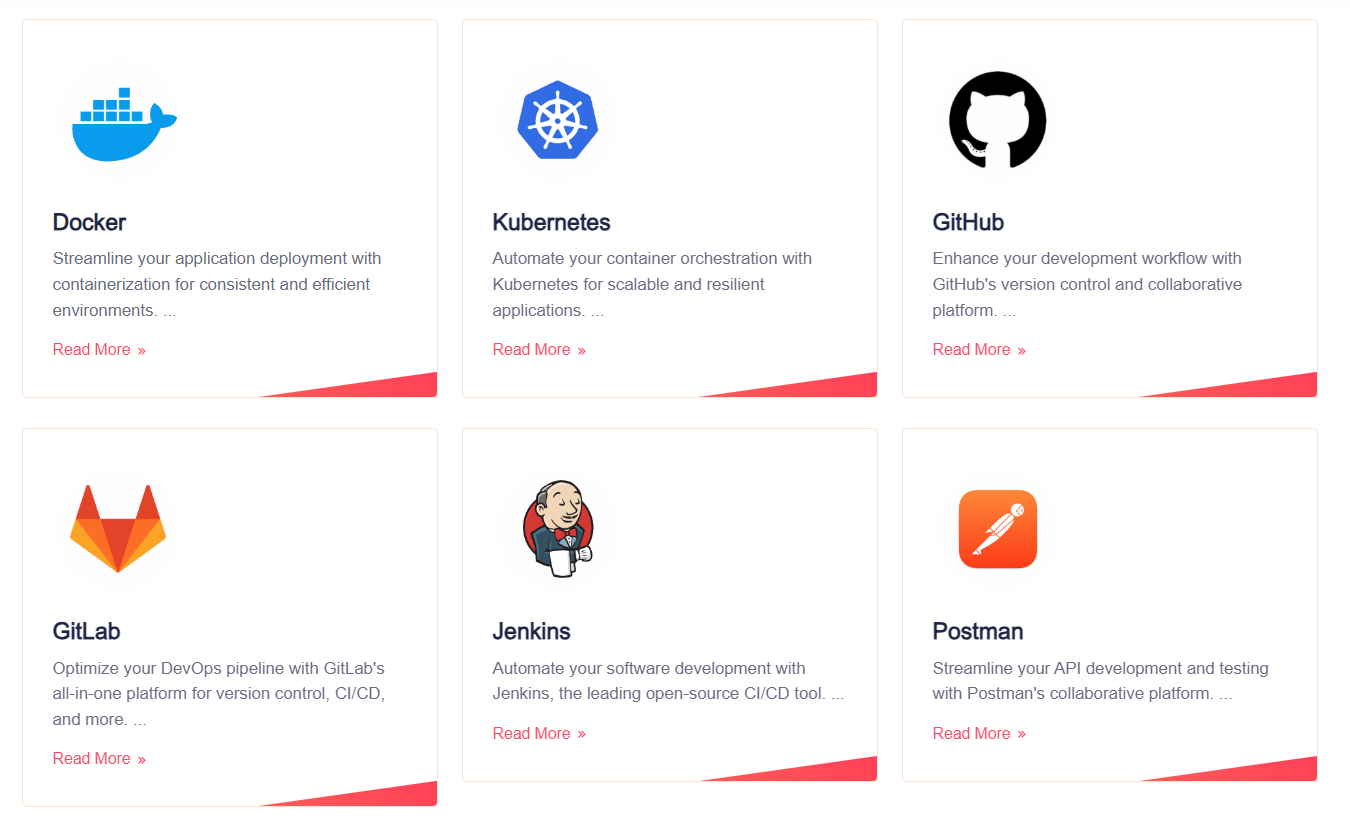 Docker
Streamline your application deployment with
containerization for consistent and efficient
environments. ...
Read More »
Kubernetes
Automate your container orchestration with
Kubernetes for scalable and resilient
applications. ...
Read More »
GitHub
Enhance your development workflow with
GitHub's version control and collaborative
platform. ...
Read More »
GitLab
Optimize your DevOps pipeline with GitLab's
all-in-one platform for version control, CI/CD,
and more. ...
Read More »
Jenkins
Automate your software development with
Jenkins, the leading open-source CI/CD tool. ...
Read More »
Postman
Streamline your API development and testing
with Postman's collaborative platform. ...
Read More »